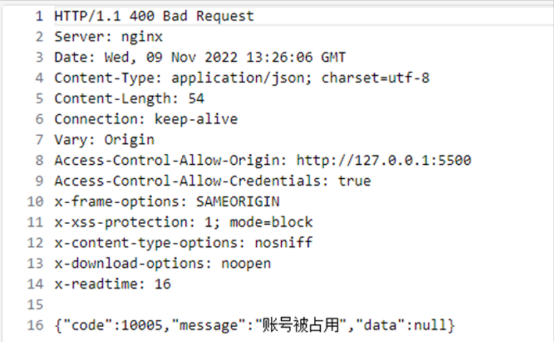 1 HTTP/1.1 400 Bad Request
2 Server: nginx
3 Date: Wed, 09 Nov 2022 13:26:06 GMT
4 Content-Type: application/json; charset=utf-8
5 Content-Length: 54
6 Connection: keep-alive
7 Vary: Origin
8 Access-Control-Allow-Origin: http://127.0.0.1:5500
9 Access-Control-Allow-Credentials: true
10 x-frame-options: SAMEORIGIN
11 x-xss-protection: 1; mode=block
12 x-content-type-options: nosniff
13 x-download-options: noopen
14 x-readtime: 16
15
16 {"code":10005,"message":"账号被占用","data":null}